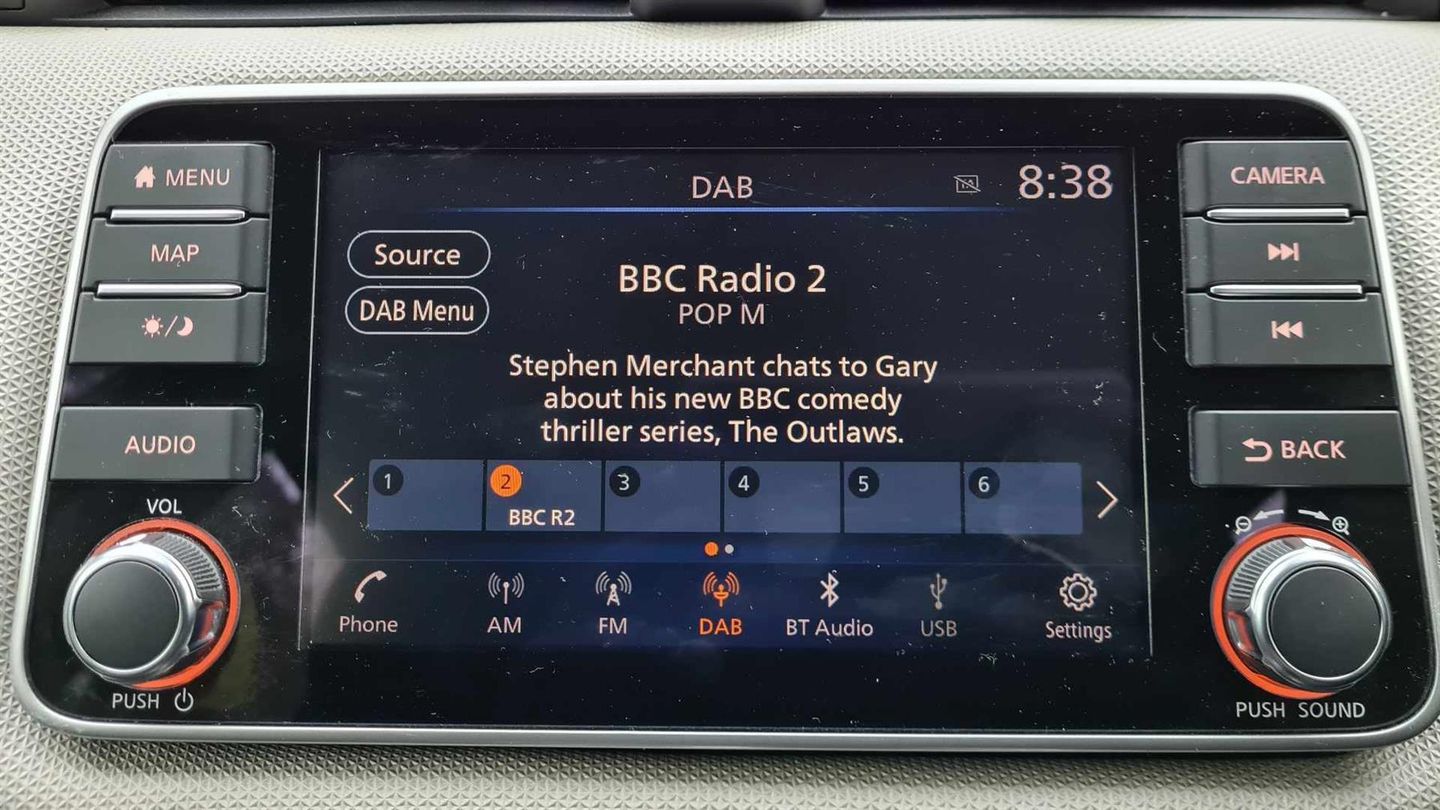 MENU
MAP
AUDIO
VOL
PUSH
DAB
8:38
Source
DAB Menu
BBC Radio 2
POP M
Stephen Merchant chats to Gary
about his new BBC comedy
thriller series, The Outlaws.
1 2 3 4 5 6
BBC R2
Phone AM FM DAB BT Audio USB Settings
CAMERA
BACK
PUSH SOUND